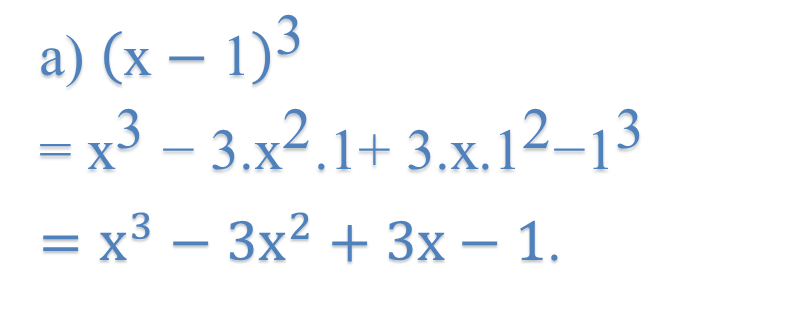 a) (x − 1)³
= x³ − 3.x².1+ 3.x.1²−1³
= x³ − 3x² + 3x − 1.